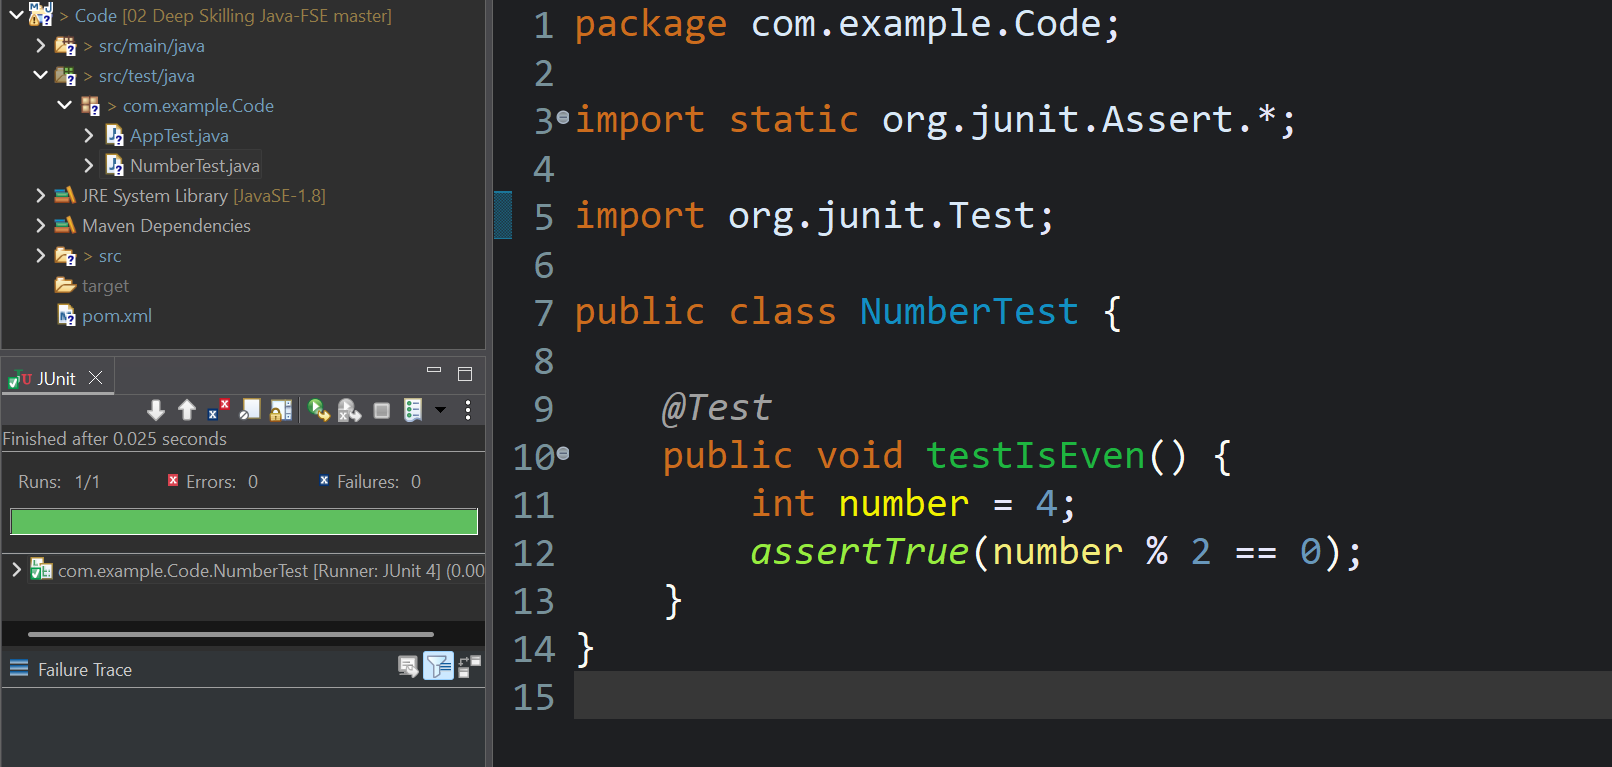 > Code [02 Deep Skilling Java-FSE master]
> src/main/java
> src/test/java
> com.example.Code
AppTest.java
NumberTest.java
JRE System Library [JavaSE-1.8]
Maven Dependencies
> src
target
pom.xml
JUnit
Finished after 0.025 seconds
Runs: 1/1 Errors: 0 Failures: 0
com.example.Code.NumberTest [Runner: JUnit 4] (0.00
Failure Trace
1 package com.example.Code;
2
3 import static org.junit.Assert.*;
4
5 import org.junit.Test;
6
7 public class NumberTest {
8
9 @Test
10 public void testIsEven() {
11 int number = 4;
12 assertTrue(number % 2 == 0);
13 }
14 }
15